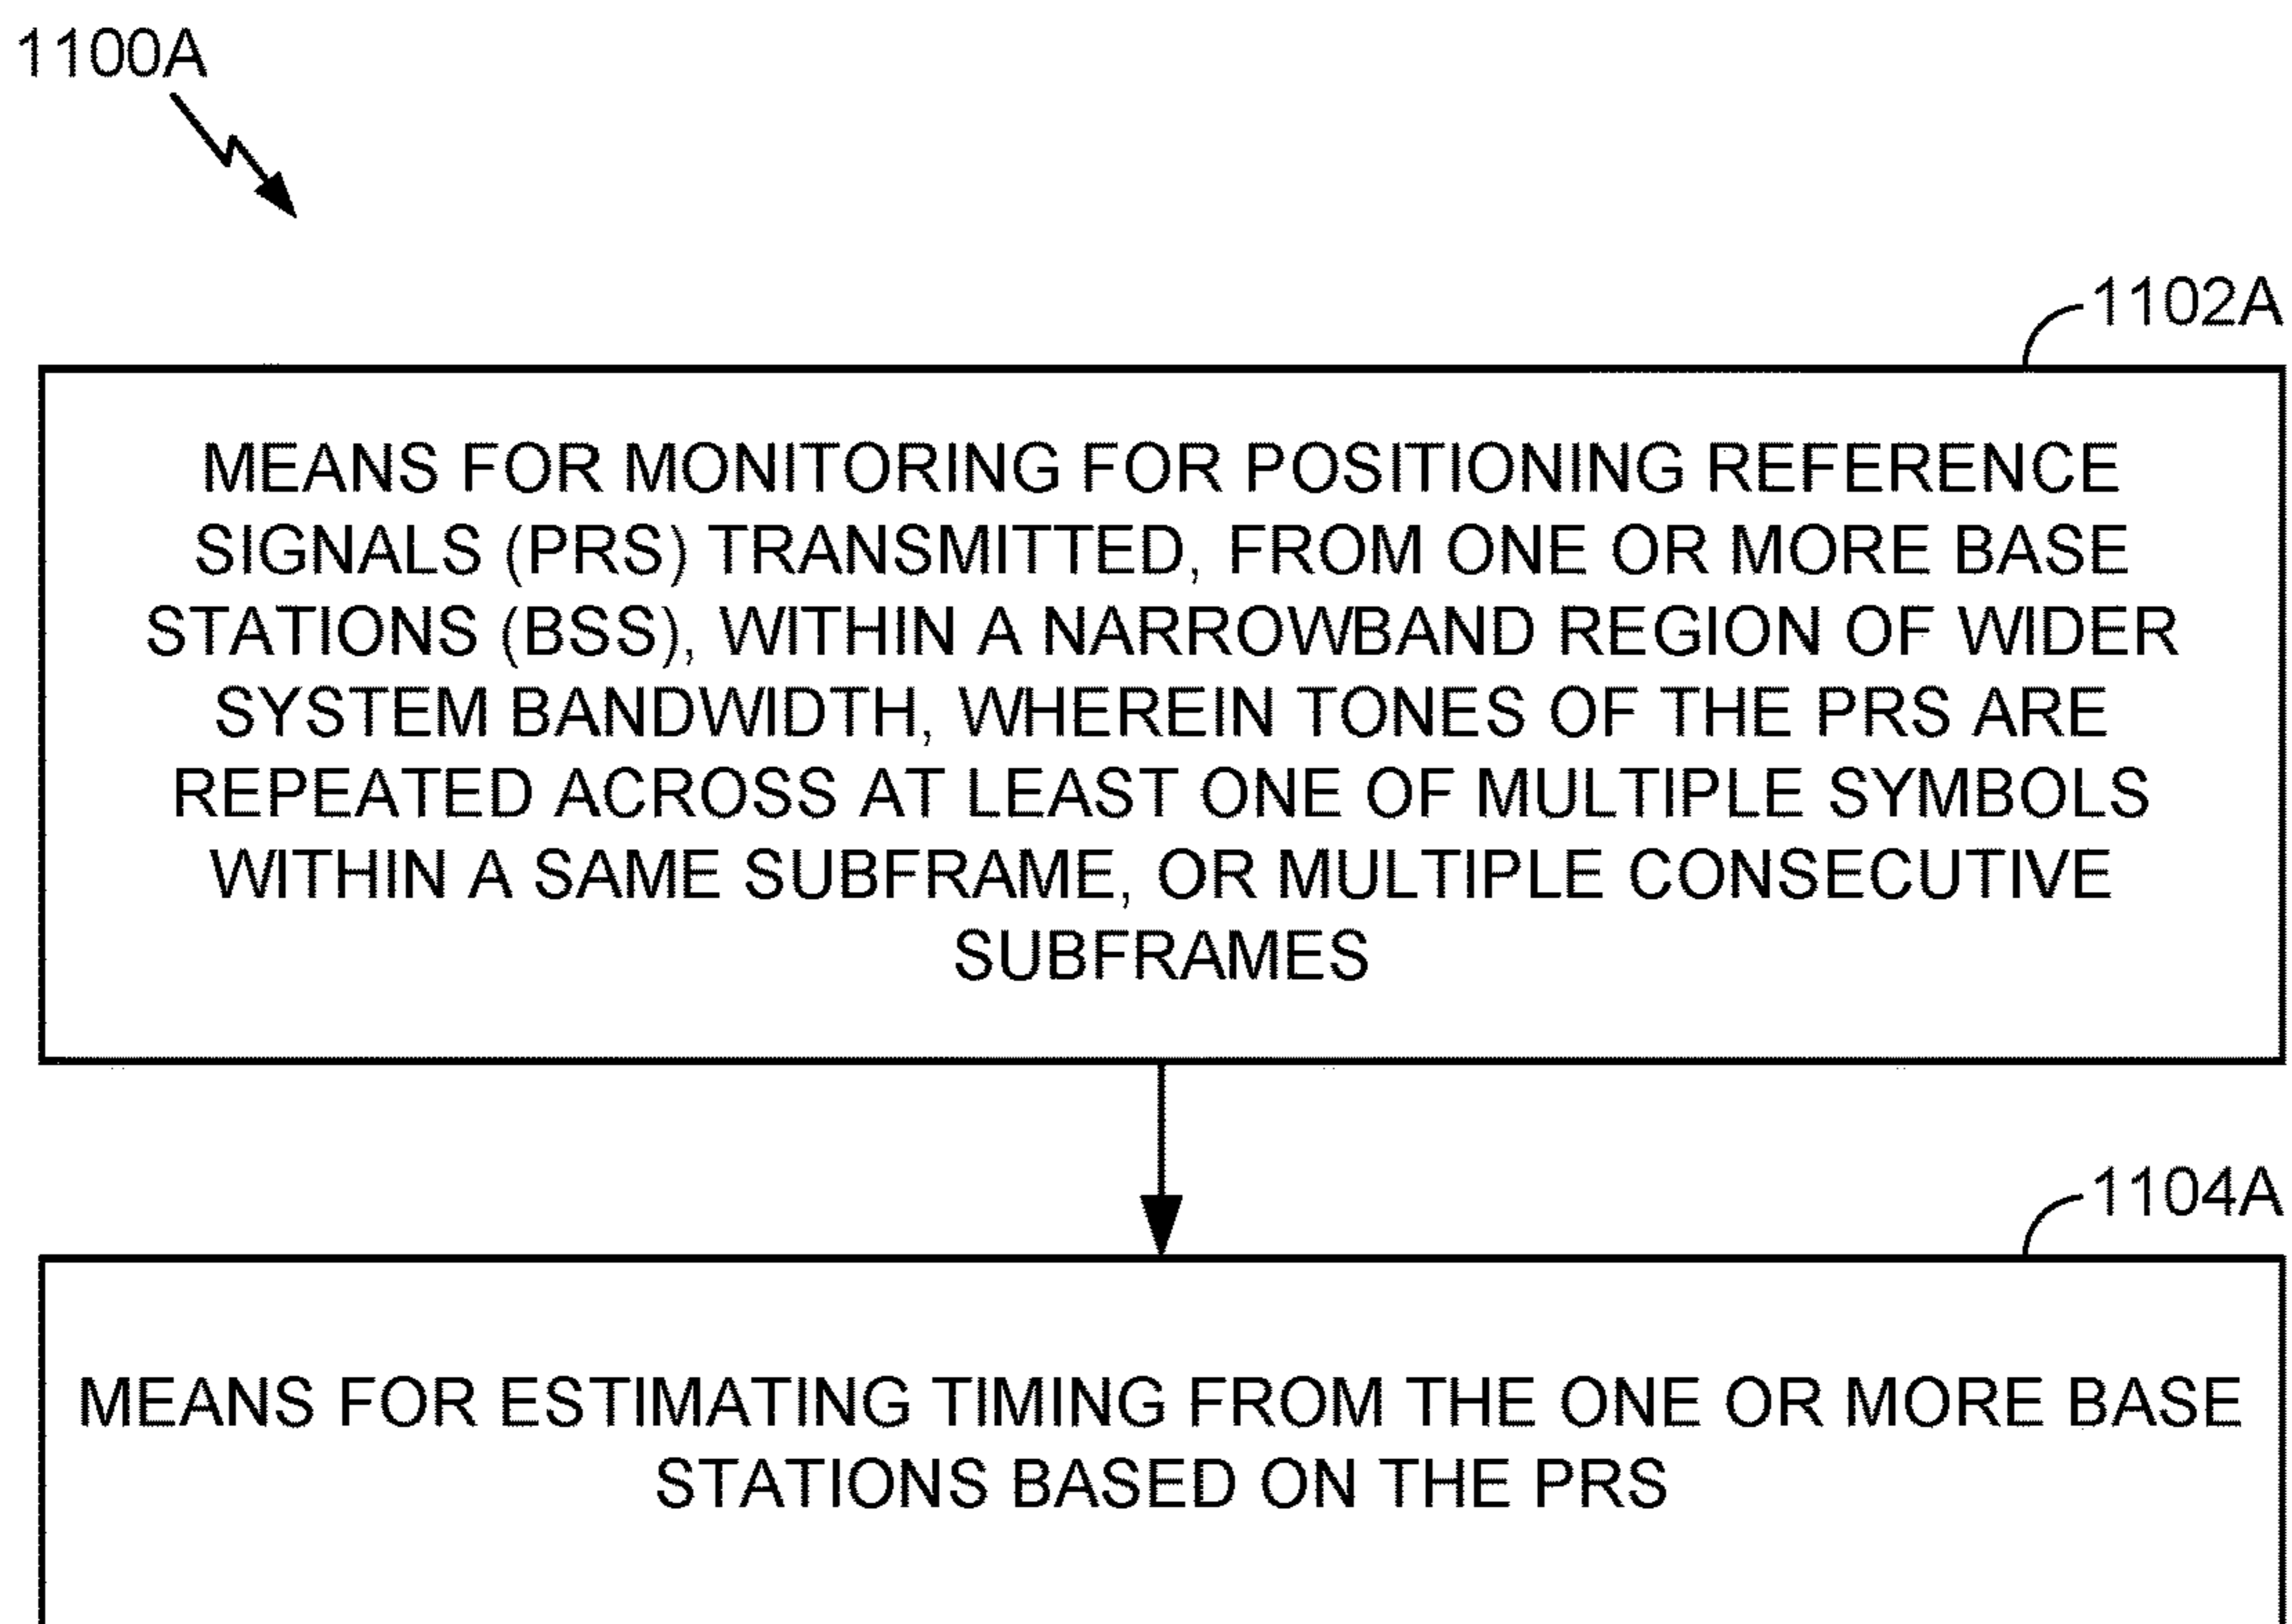 1100A
1102A
MEANS FOR MONITORING FOR POSITIONING REFERENCE
SIGNALS (PRS) TRANSMITTED, FROM ONE OR MORE BASE
STATIONS (BSS), WITHIN A NARROWBAND REGION OF WIDER
SYSTEM BANDWIDTH, WHEREIN TONES OF THE PRS ARE
REPEATED ACROSS AT LEAST ONE OF MULTIPLE SYMBOLS
WITHIN A SAME SUBFRAME, OR MULTIPLE CONSECUTIVE
SUBFRAMES
1104A
MEANS FOR ESTIMATING TIMING FROM THE ONE OR MORE BASE
STATIONS BASED ON THE PRS